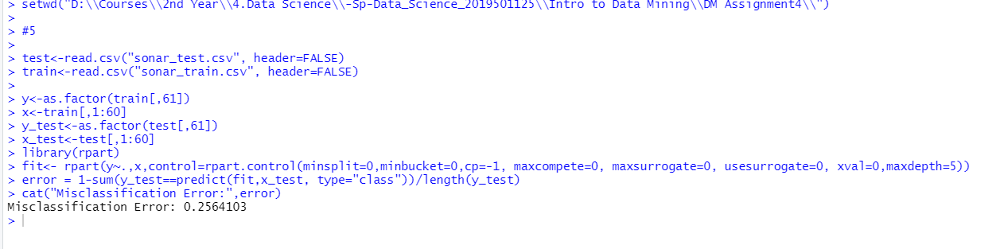 > setwd("D:\\Courses\\2nd Year\\4.Data Science\\-Sp-Data_Science_2019501125\\Intro to Data Mining\\DM Assignment4\\")
>
> #5
>
> test<-read.csv("sonar_test.csv", header=FALSE)
> train<-read.csv("sonar_train.csv", header=FALSE)
>
> y<-as.factor(train[,61])
> x<-train[,1:60]
> y_test<-as.factor(test[,61])
> x_test<-test[,1:60]
> library(rpart)
> fit<- rpart(y~.,x,control=rpart.control(minsplit=0,minbucket=0,cp=-1, maxcompete=0, maxsurrogate=0, usesurrogate=0, xval=0,maxdepth=5))
> error = 1-sum(y_test==predict(fit,x_test, type="class"))/length(y_test)
> cat("Misclassification Error:",error)
Misclassification Error: 0.2564103
>